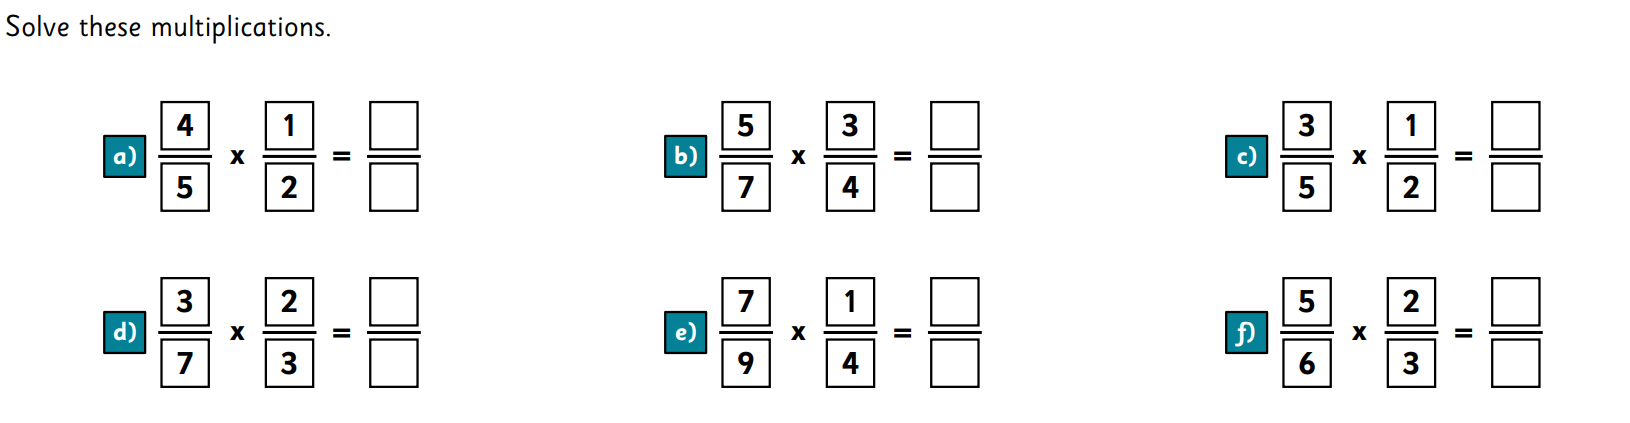 Solve these multiplications.
a) 4/5 x 1/2 =
b) 5/7 x 3/4 =
c) 3/5 x 1/2 =
d) 3/7 x 2/3 =
e) 7/9 x 1/4 =
f) 5/6 x 2/3 =